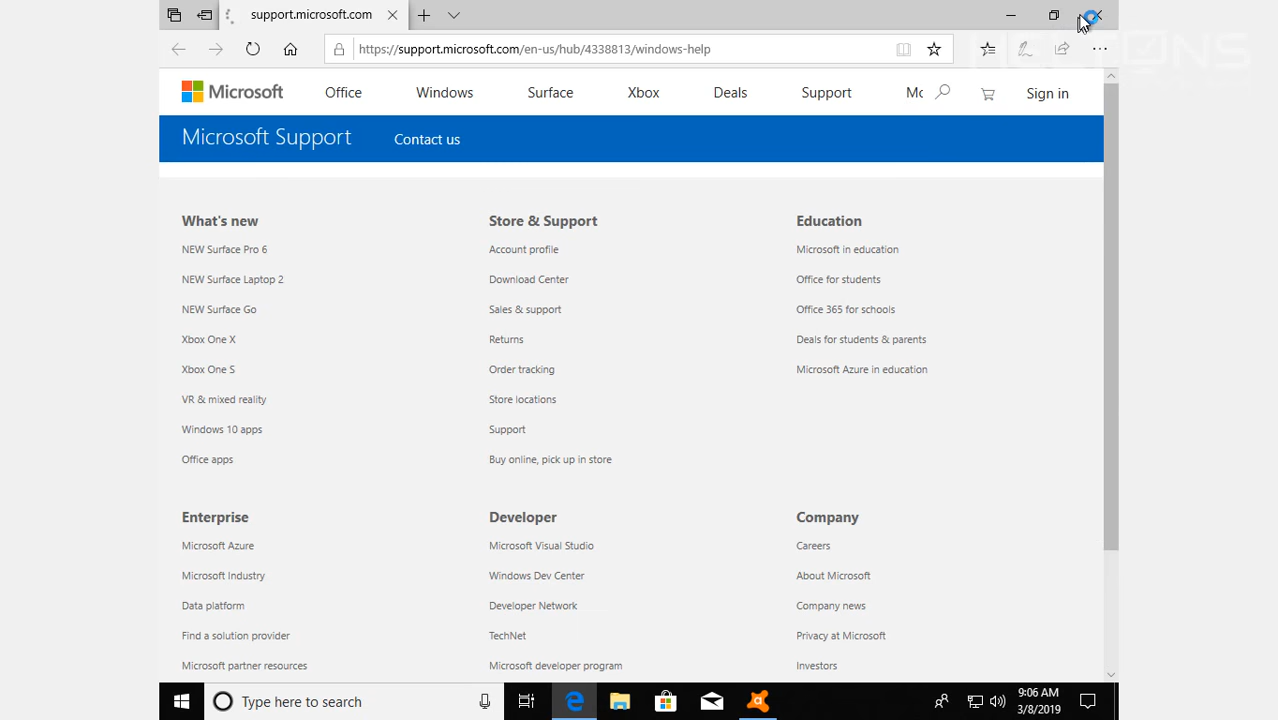 support.microsoft.com
https://support.microsoft.com/en-us/hub/4338813/windows-help
Microsoft Office Windows Surface Xbox Deals Support Mc Sign in
Microsoft Support Contact us
What's new
NEW Surface Pro 6
NEW Surface Laptop 2
NEW Surface Go
Xbox One X
Xbox One S
VR & mixed reality
Windows 10 apps
Office apps
Store & Support
Account profile
Download Center
Sales & support
Returns
Order tracking
Store locations
Support
Buy online, pick up in store
Education
Microsoft in education
Office for students
Office 365 for schools
Deals for students & parents
Microsoft Azure in education
Enterprise
Microsoft Azure
Microsoft Industry
Data platform
Find a solution provider
Microsoft partner resources
Developer
Microsoft Visual Studio
Windows Dev Center
Developer Network
TechNet
Microsoft developer program
Company
Careers
About Microsoft
Company news
Privacy at Microsoft
Investors
Type here to search
9:06 AM
3/8/2019